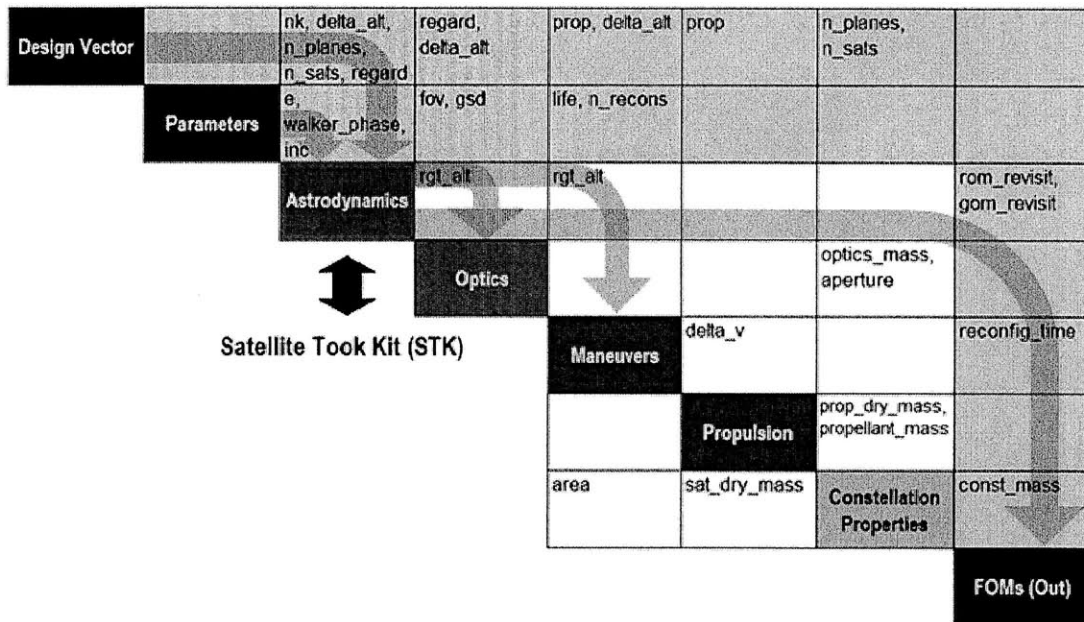 Design Vector
nk, delta_alt,
n_planes,
n_sats, regard
regard,
delta_alt
prop, delta_alt
prop
n_planes,
n_sats
Parameters
e,
walker_phase,
inc
fov, gsd
life, n_recons
Astrodynamics
rgt_alt
rgt_alt
rom_revisit,
gom_revisit
Optics
optics_mass,
aperture
Satellite Took Kit (STK)
Maneuvers
delta_v
reconfig_time
Propulsion
prop_dry_mass,
propellant_mass
area
sat_dry_mass
Constellation
Properties
const_mass
FOMs (Out)